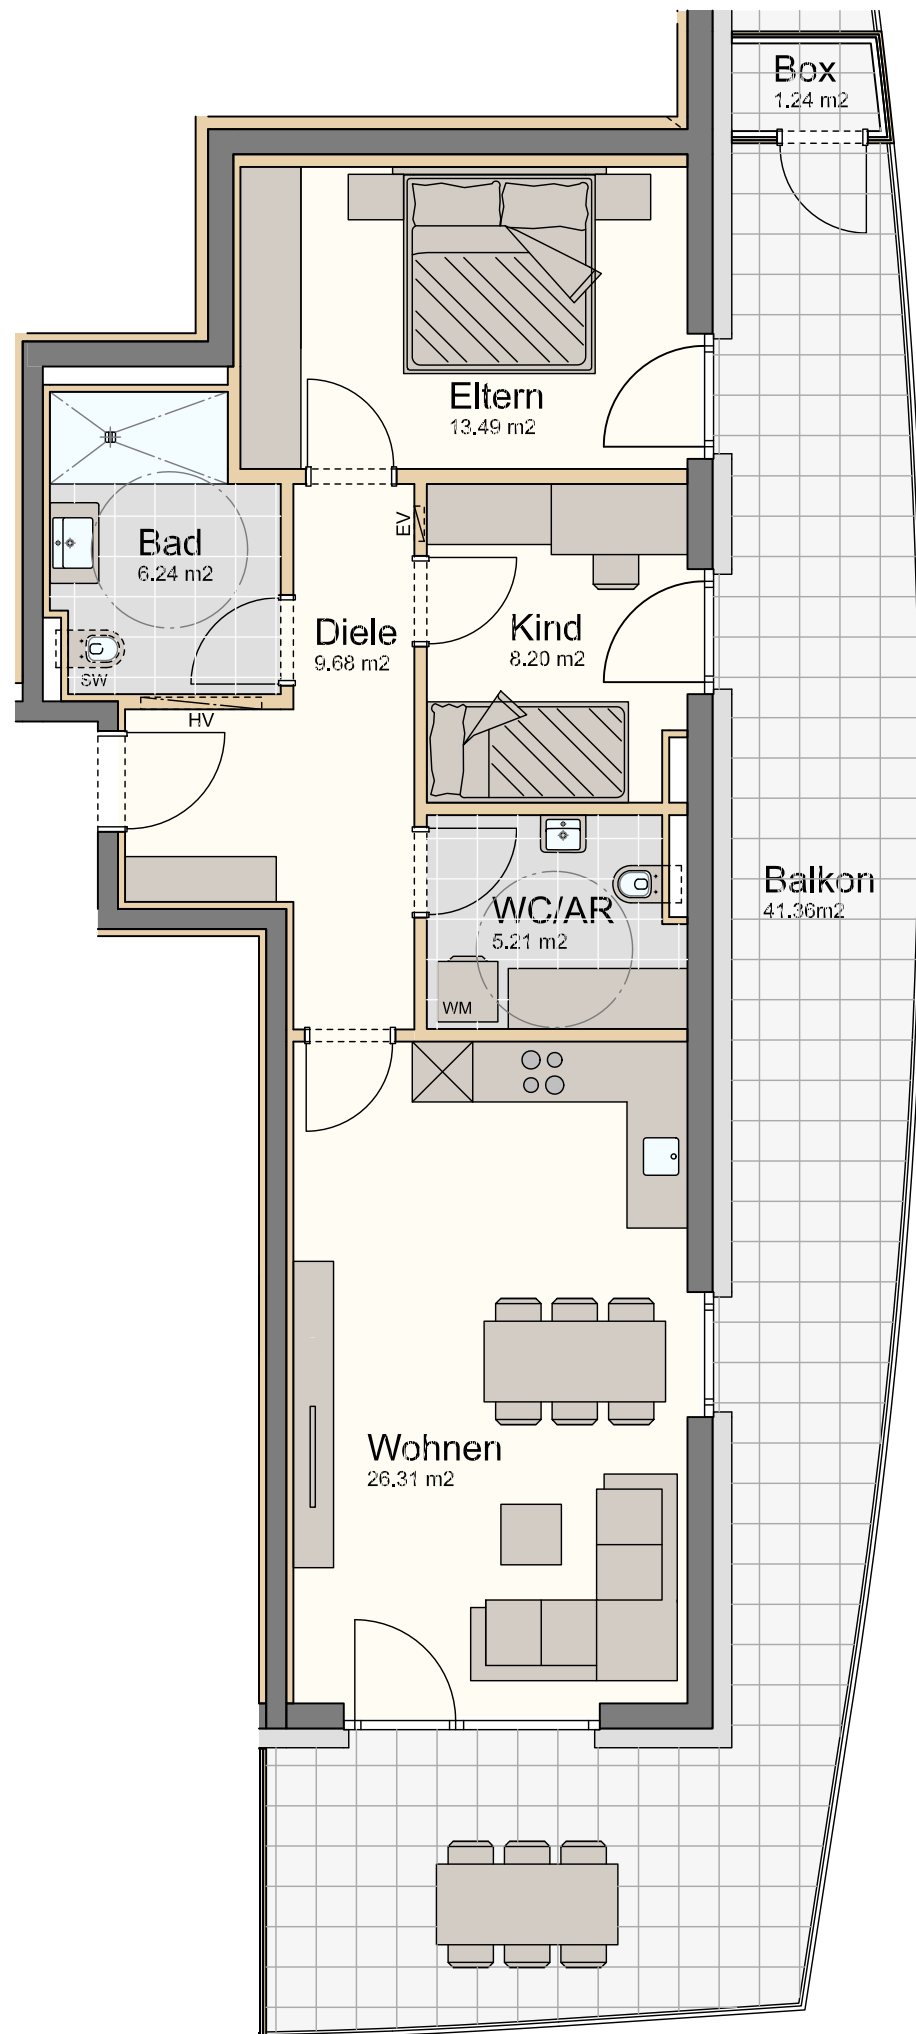 Box
1.24 m2
Eltern
13.49 m2
EV
Bad
6.24 m2
Diele
9.68 m2
Kind
8.20 m2
SW
HV
Balkon
41.36m2
WC/AR
5.21 m2
WM
Wohnen
26.31 m2